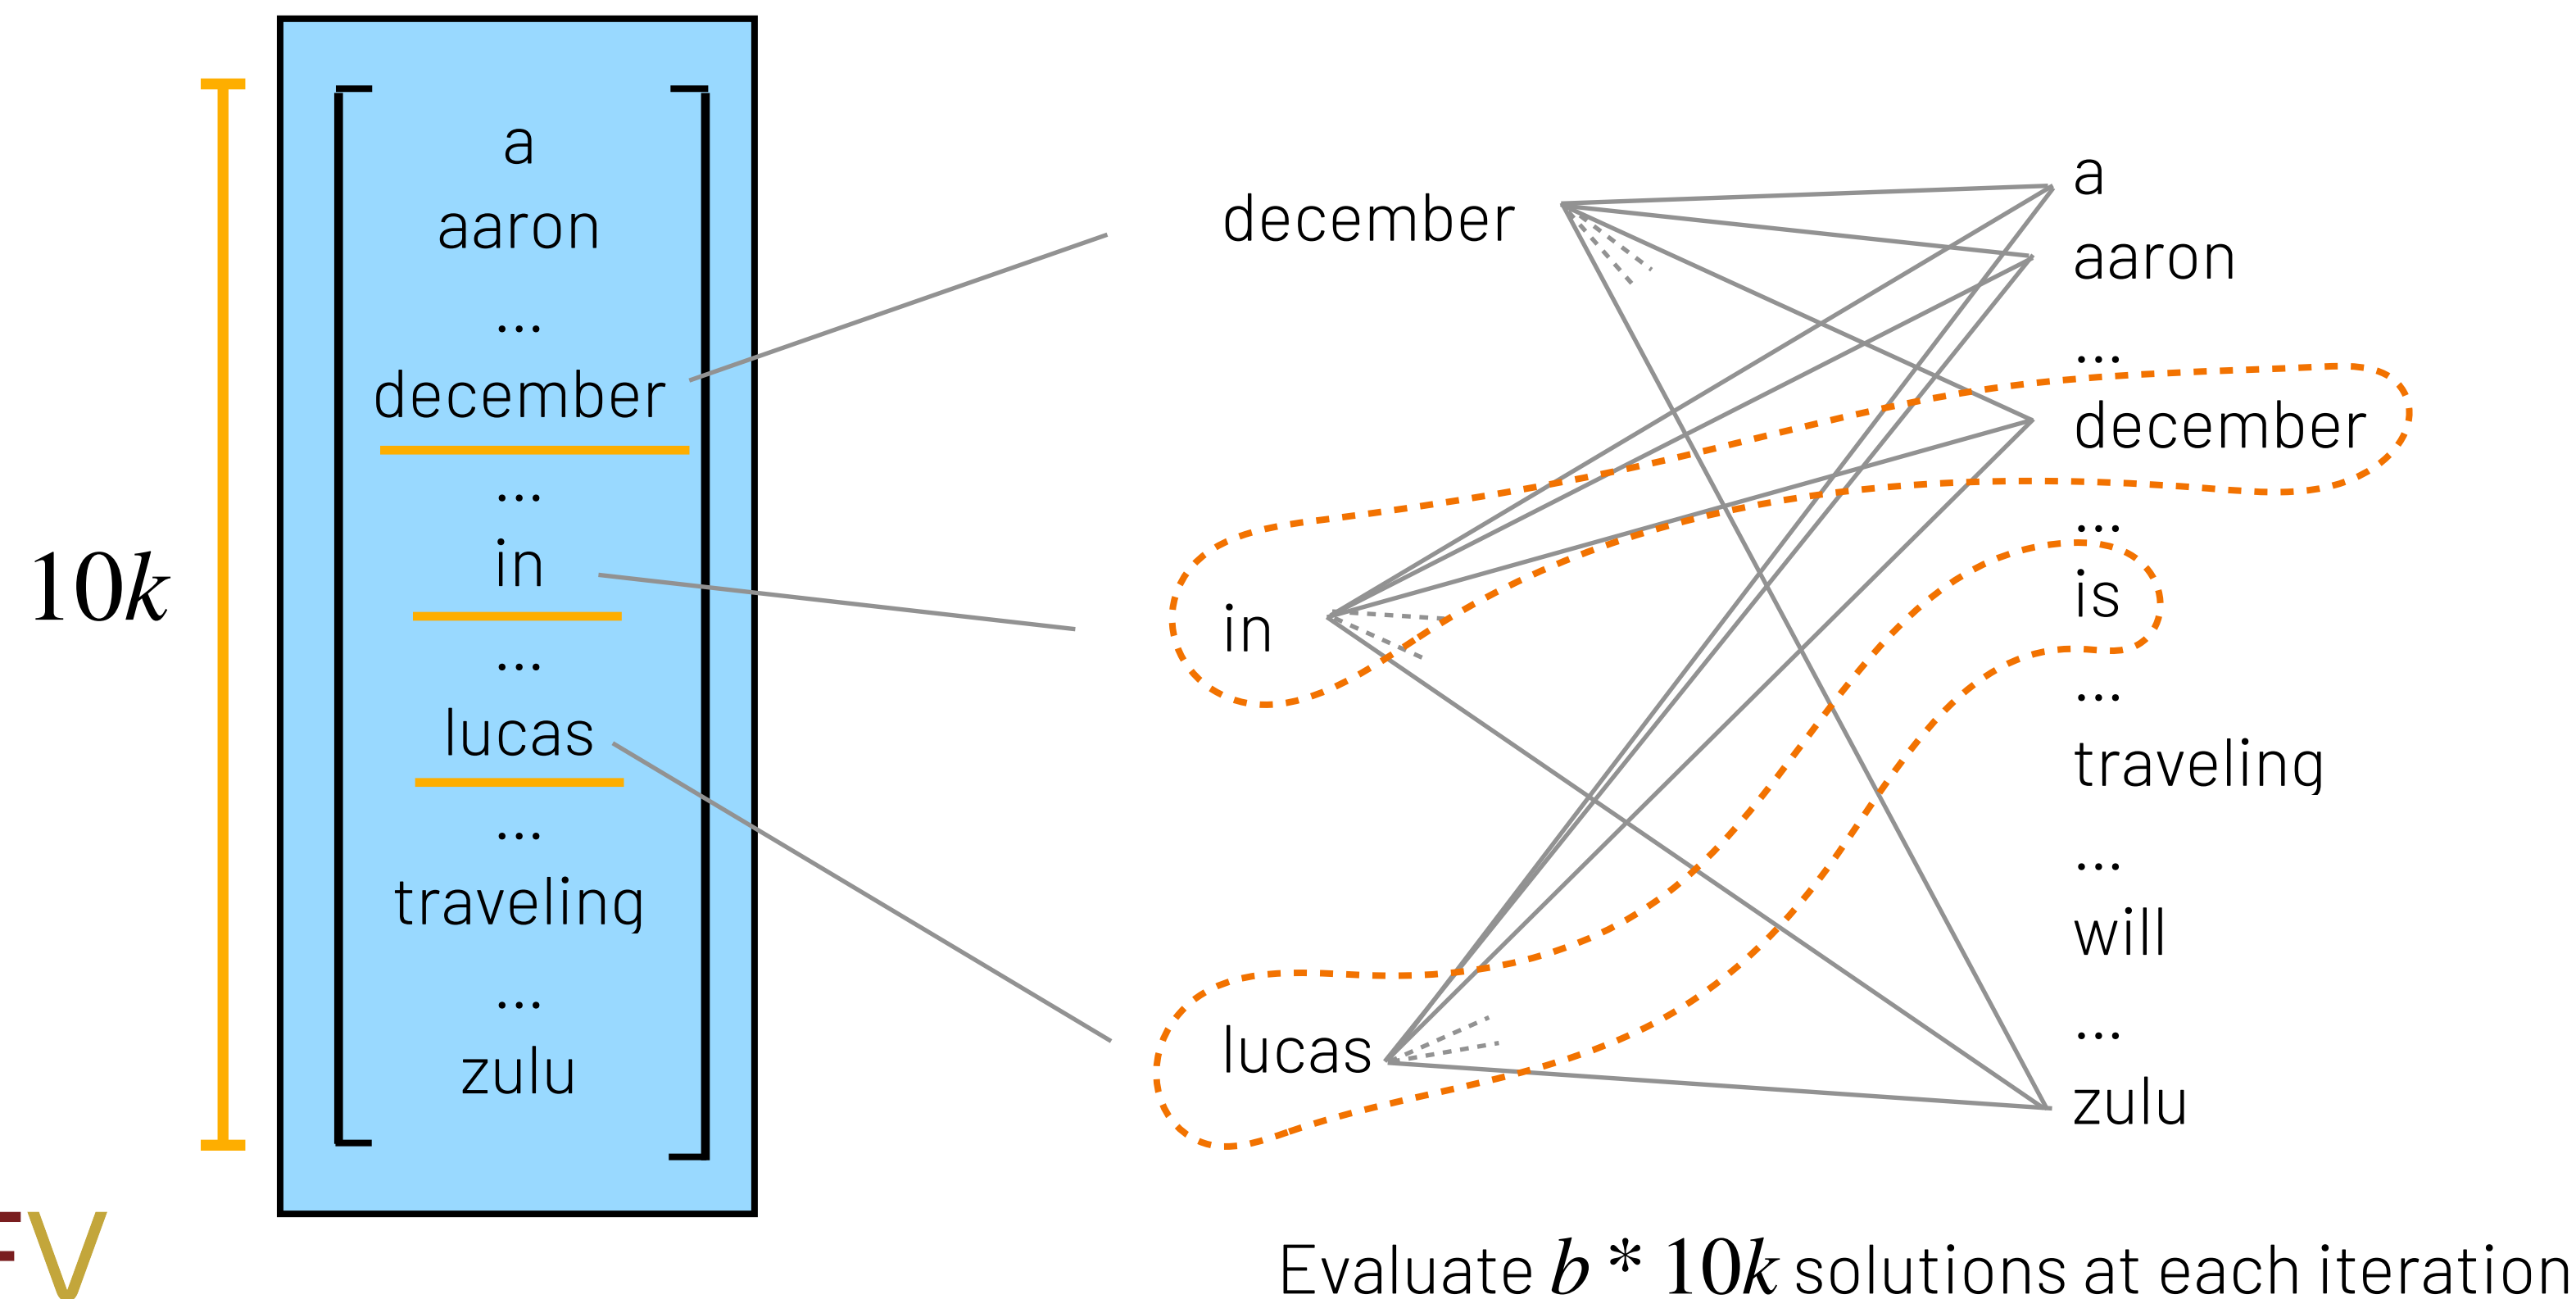 10k
a
aaron
...
december
...
in
...
lucas
...
traveling
...
zulu
december
in
lucas
a
aaron
...
december
...
is
...
traveling
...
will
...
zulu
FV
Evaluate b * 10k solutions at each iteration